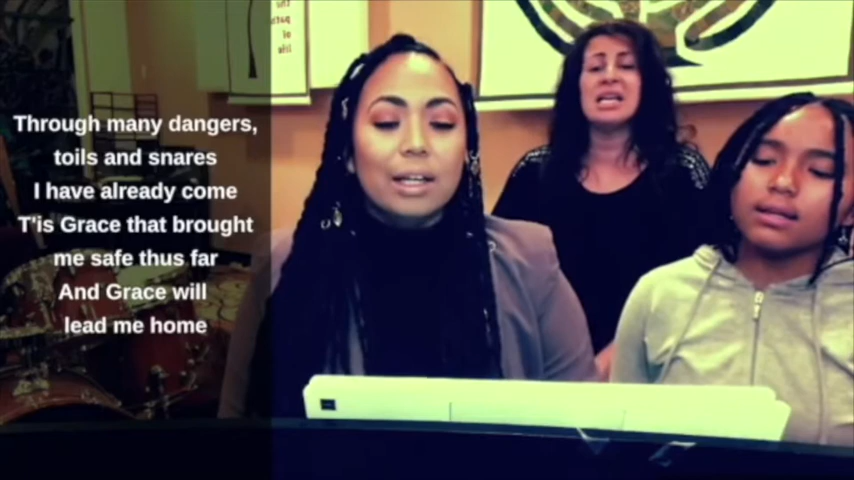 Through many dangers,
toils and snares
I have already come
T'is Grace that brought
me safe thus far
And Grace will
lead me home